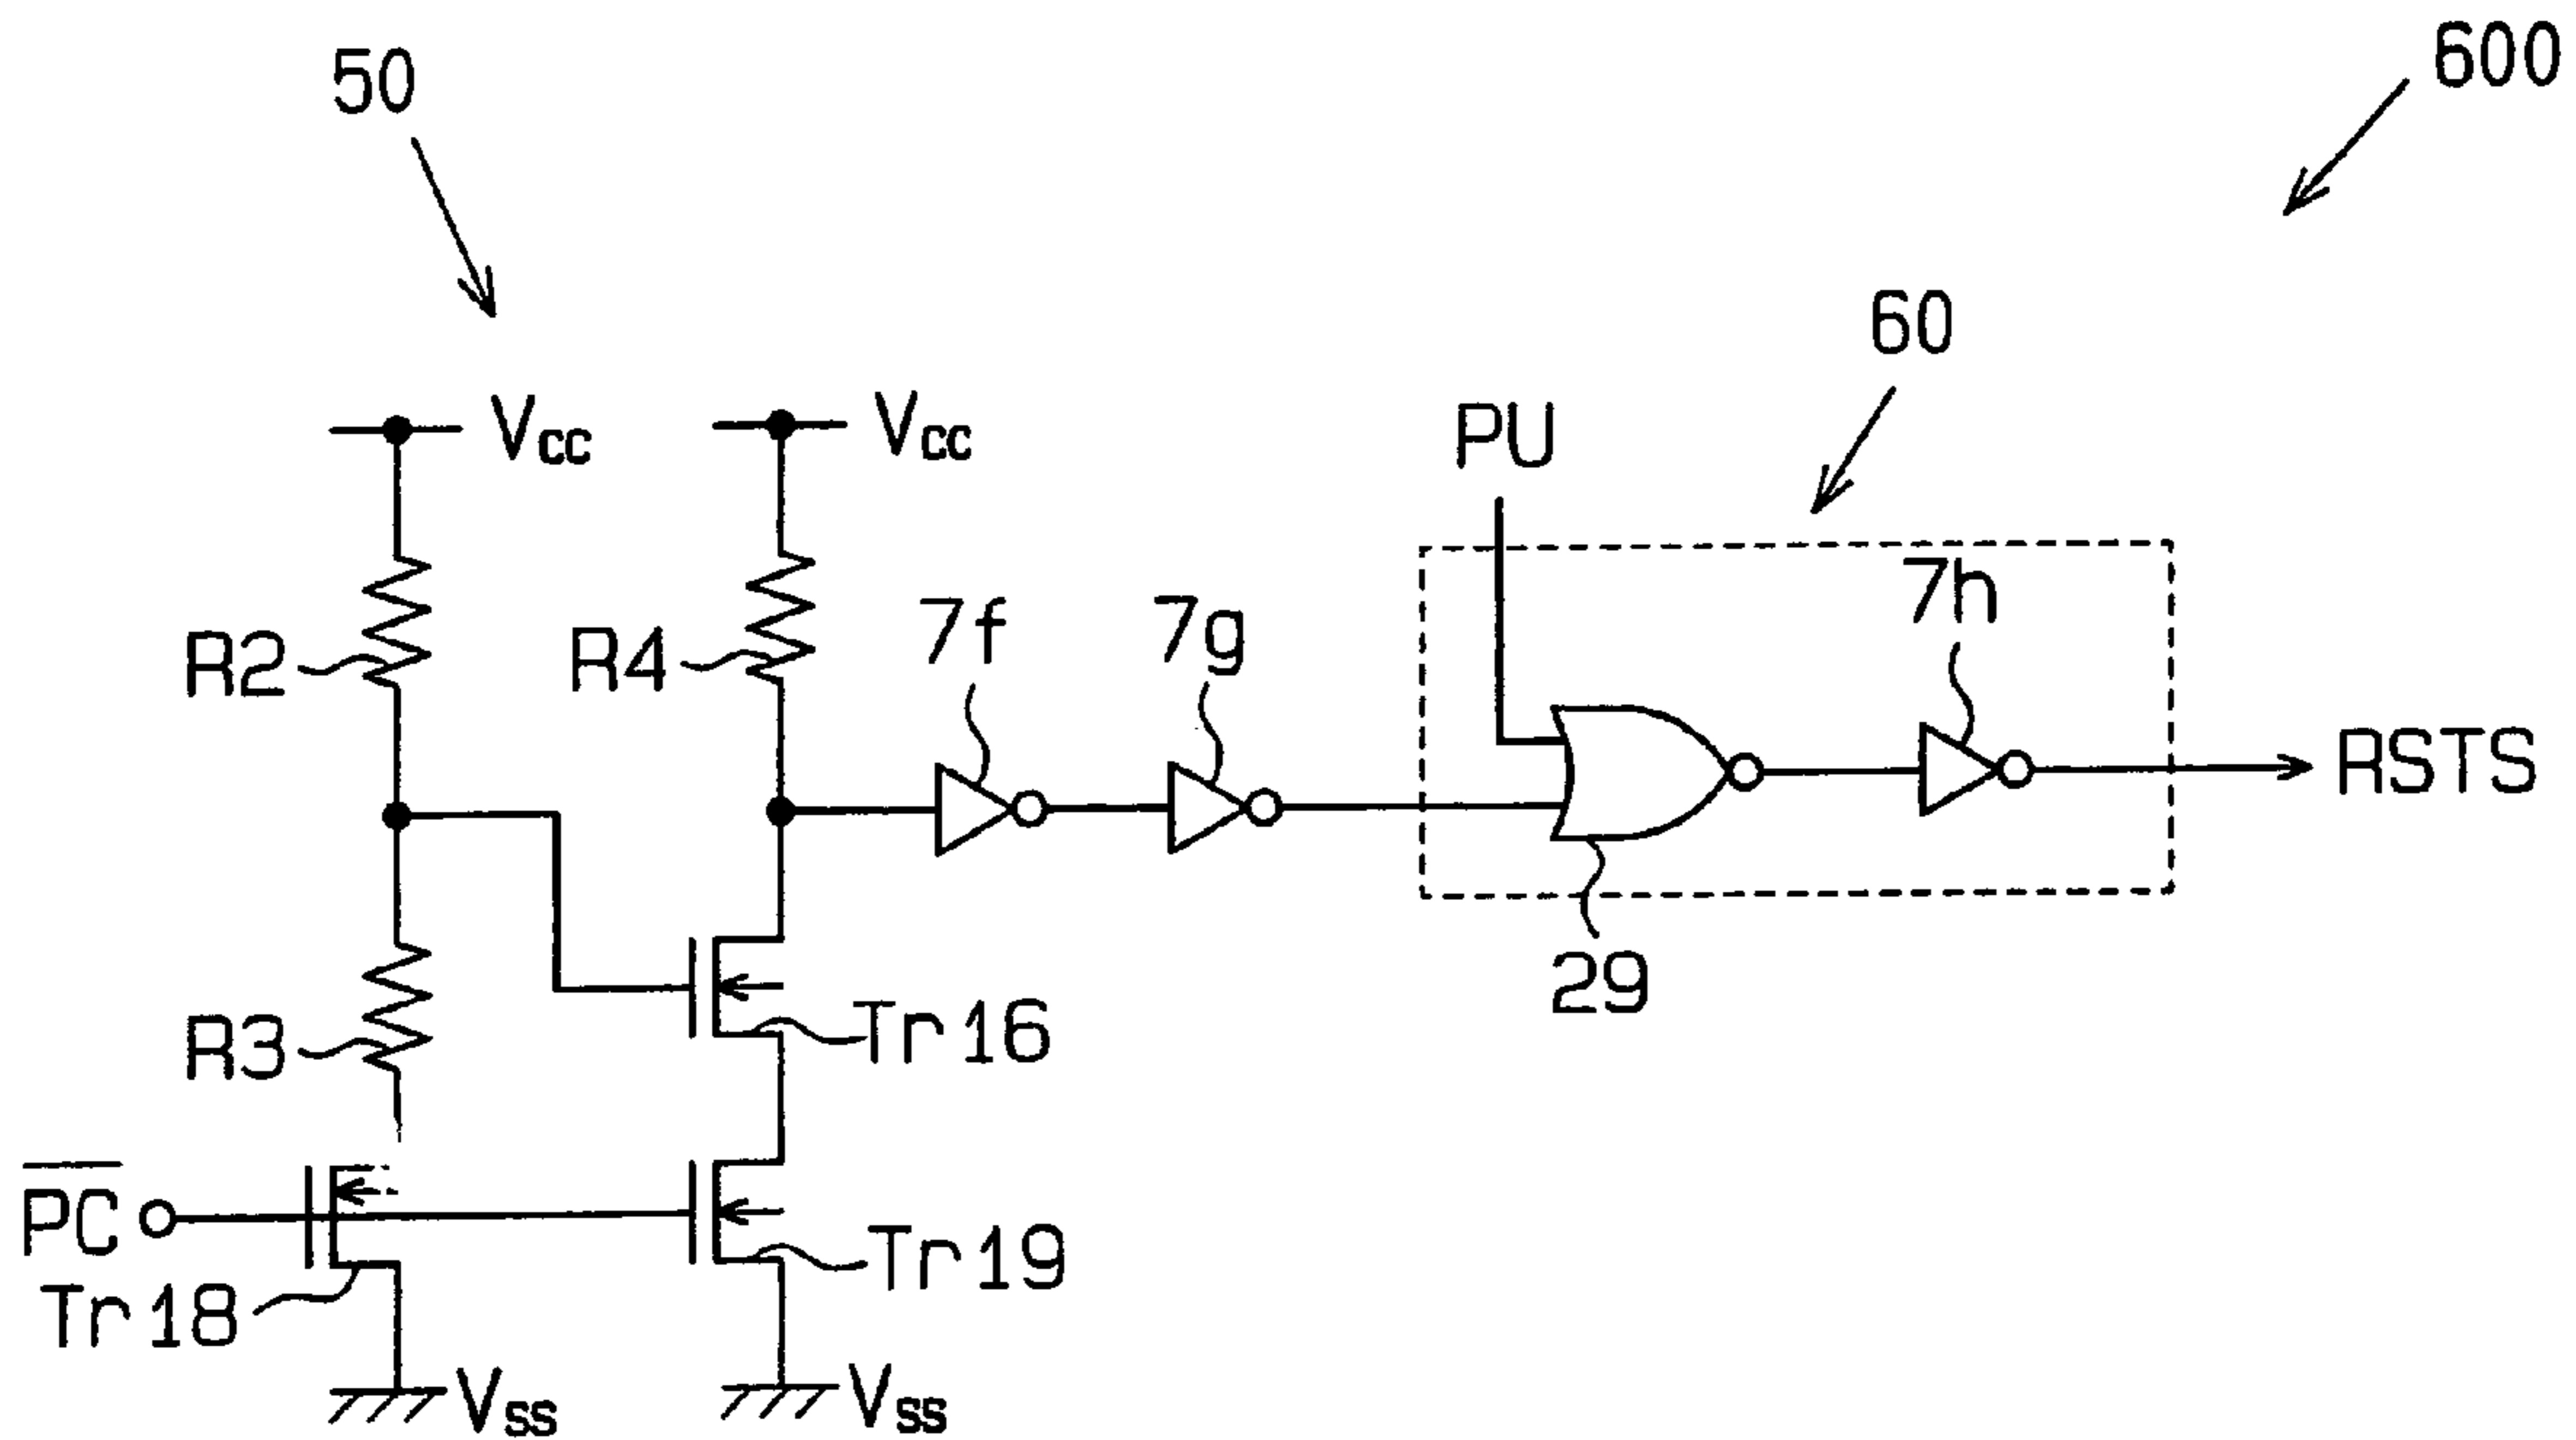 50
600
60
Vcc
Vcc
PU
7h
7f
7g
R2
R4
RSTS
29
R3
Tr16
P̅C̅
Tr19
Tr18
Vss
Vss